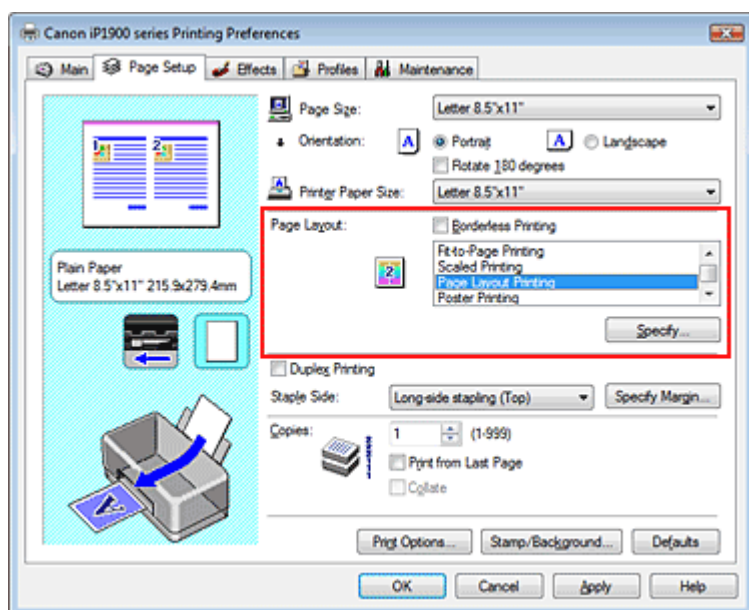 Canon iP1900 series Printing Preferences
Main Page Setup Effects Profiles Maintenance
1 2
Plain Paper
Letter 8.5"x11" 215.9x279.4mm
Page Size: Letter 8.5"x11"
Orientation: A Portrait A Landscape
Rotate 180 degrees
Printer Paper Size: Letter 8.5"x11"
Page Layout: Borderless Printing
2
Fit-to-Page Printing
Scaled Printing
Page Layout Printing
Poster Printing
Specify...
Duplex Printing
Staple Side: Long-side stapling (Top) Specify Margin...
Copies: 1 (1-999)
Print from Last Page
Collate
A
Print Options... Stamp/Background... Defaults
OK Cancel Apply Help